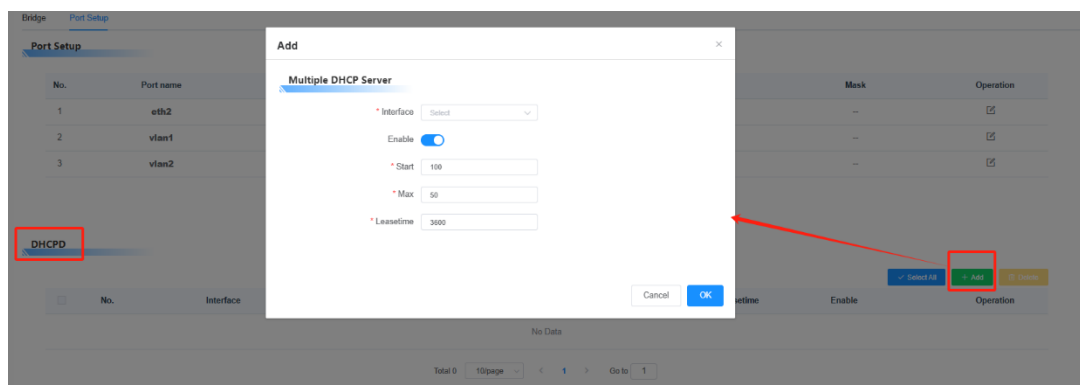 Bridge Port Setup
Port Setup
Add ×
Multiple DHCP Server
No. Port name Mask Operation
* Interface Select
1 eth2 --
Enable
2 vlan1 --
* Start 100
3 vlan2 --
* Max 50
* Leasetime 3600
DHCPD
Select All + Add Delete
Cancel OK
No. Interface setime Enable Operation
No Data
Total 0 10/page < 1 > Go to 1